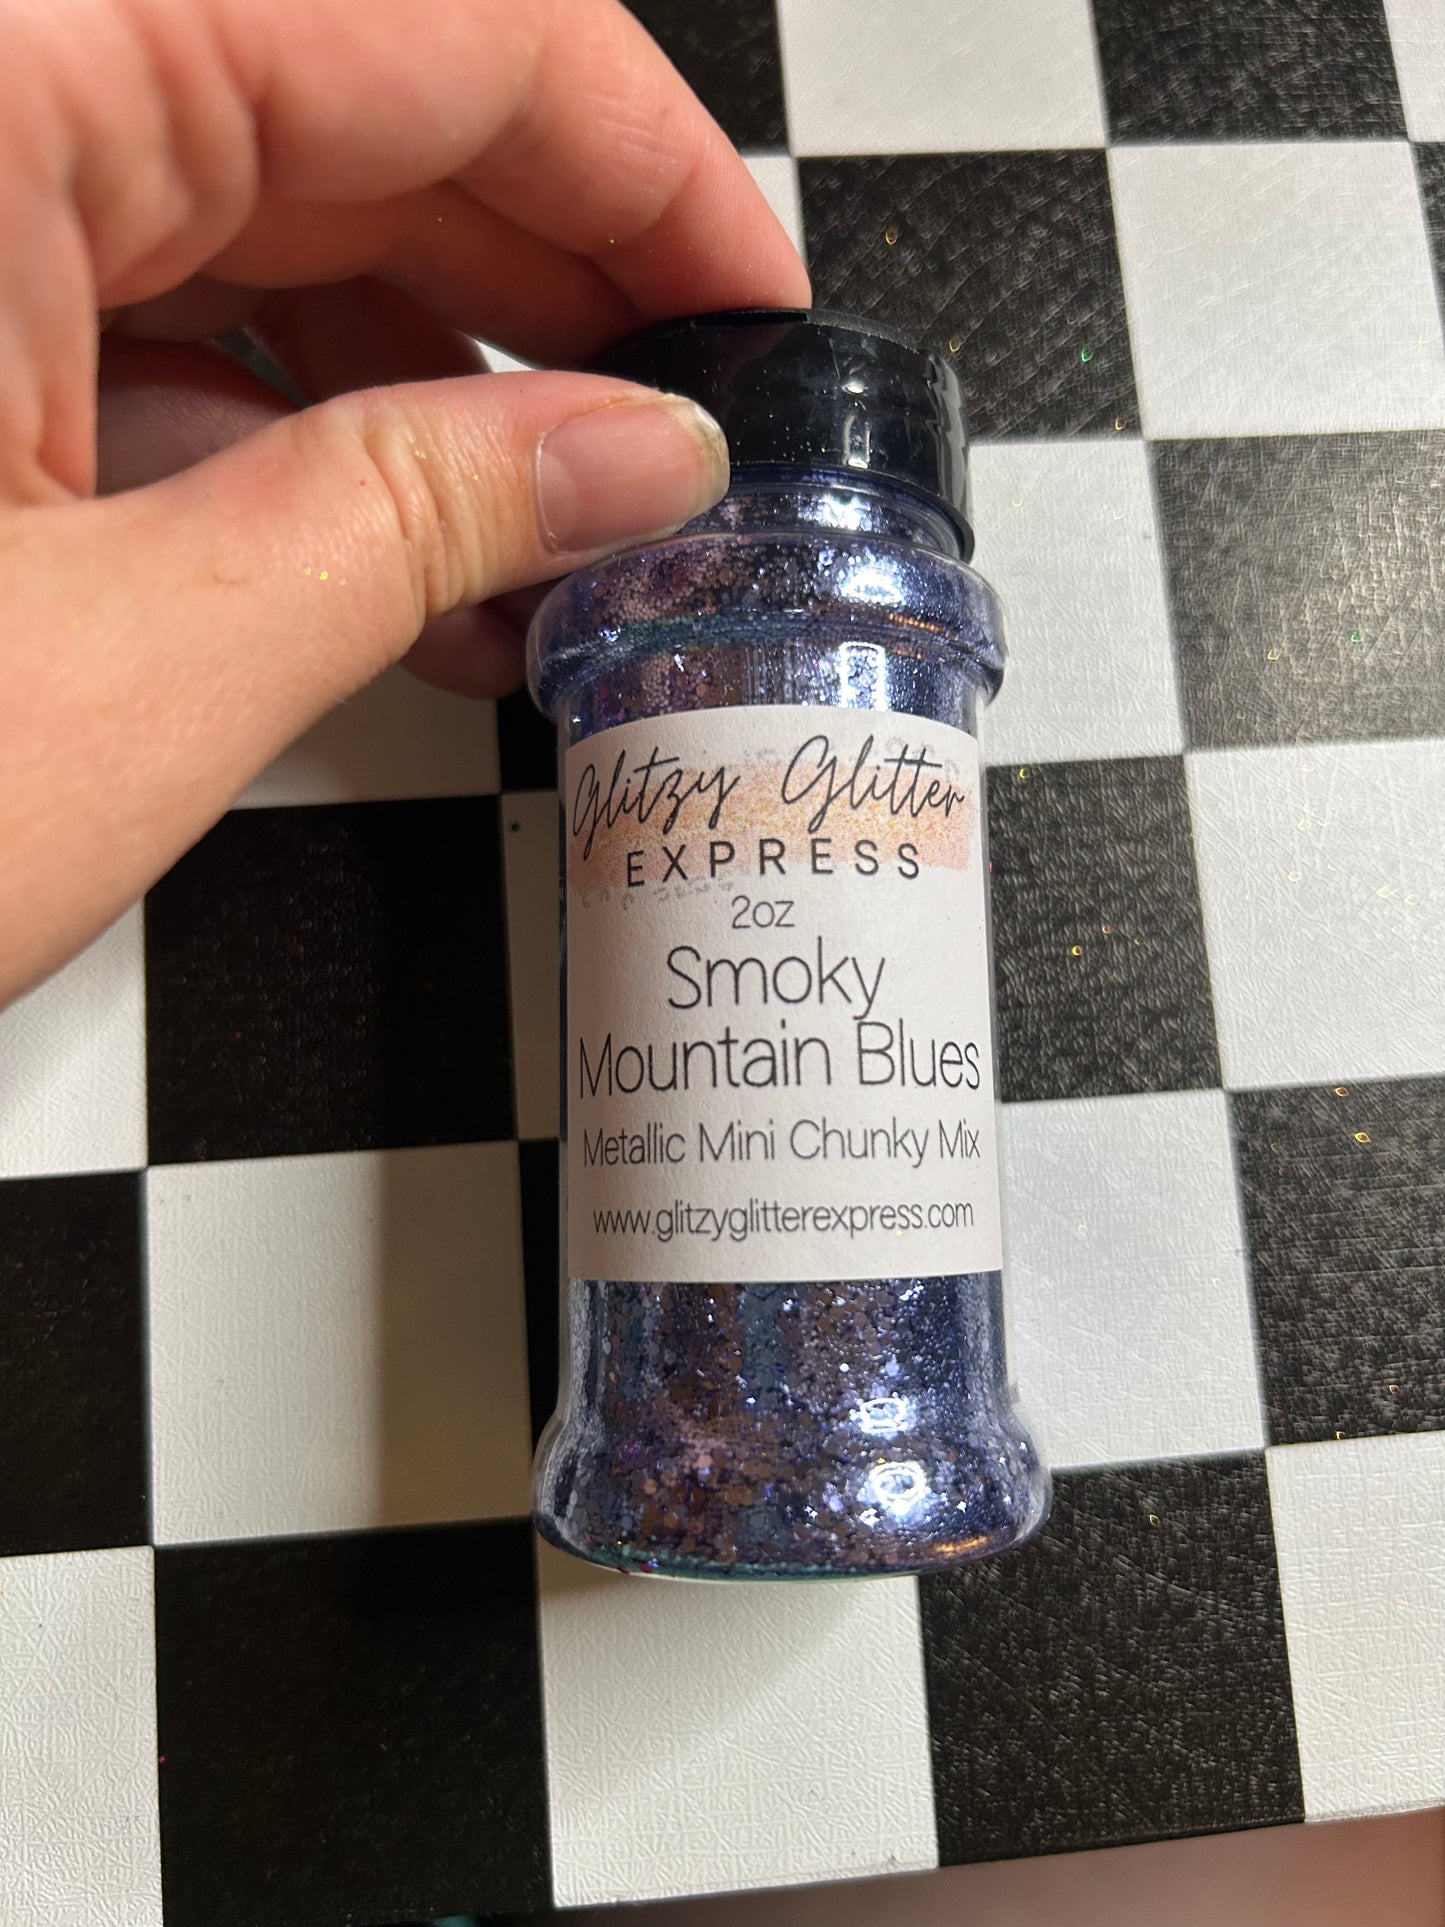 Glitzy Glitter
EXPRESS
2oz
Smoky
Mountain Blues
Metallic Mini Chunky Mix
www.glitzyglitterexpress.com